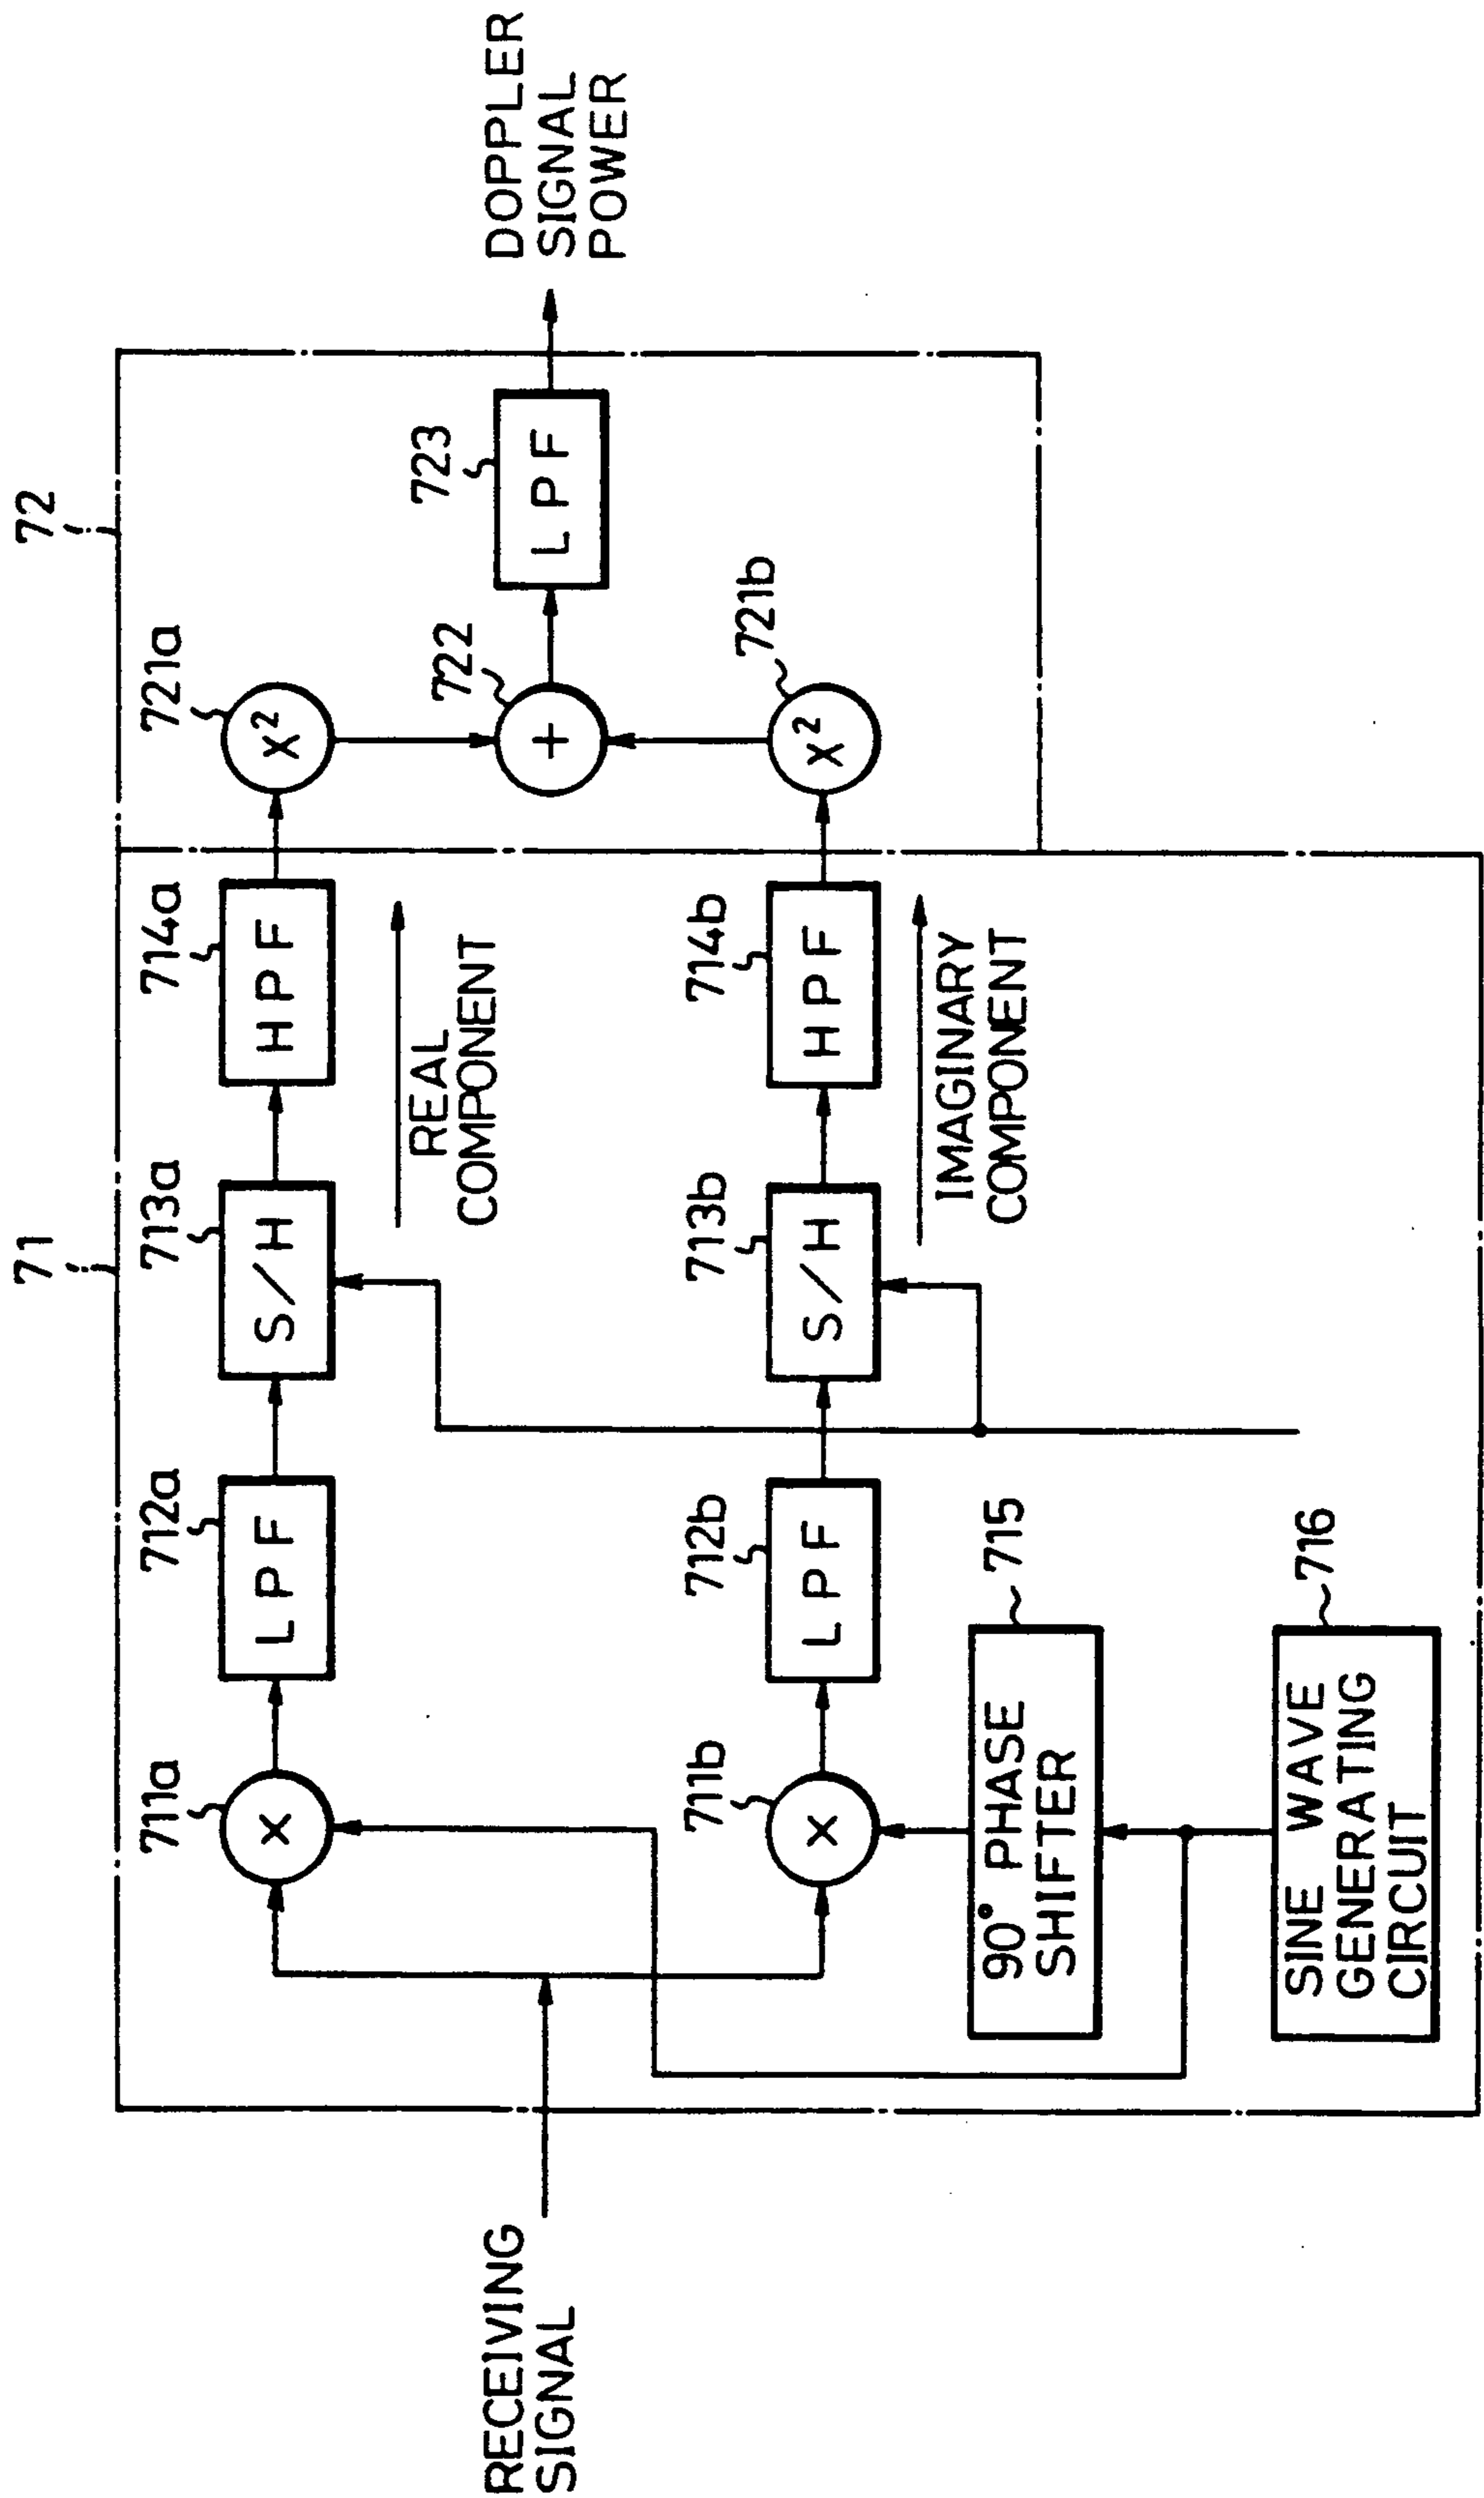 71
72
711a
712a
713a
714a
721a
X
LPF
S/H
HPF
x²
REAL
COMPONENT
722
723
+
LPF
RECEIVING
SIGNAL
DOPPLER
SIGNAL
POWER
711b
712b
713b
714b
721b
X
LPF
S/H
HPF
x²
IMAGINARY
COMPONENT
90° PHASE
SHIFTER
715
SINE WAVE
GENERATING
CIRCUIT
716